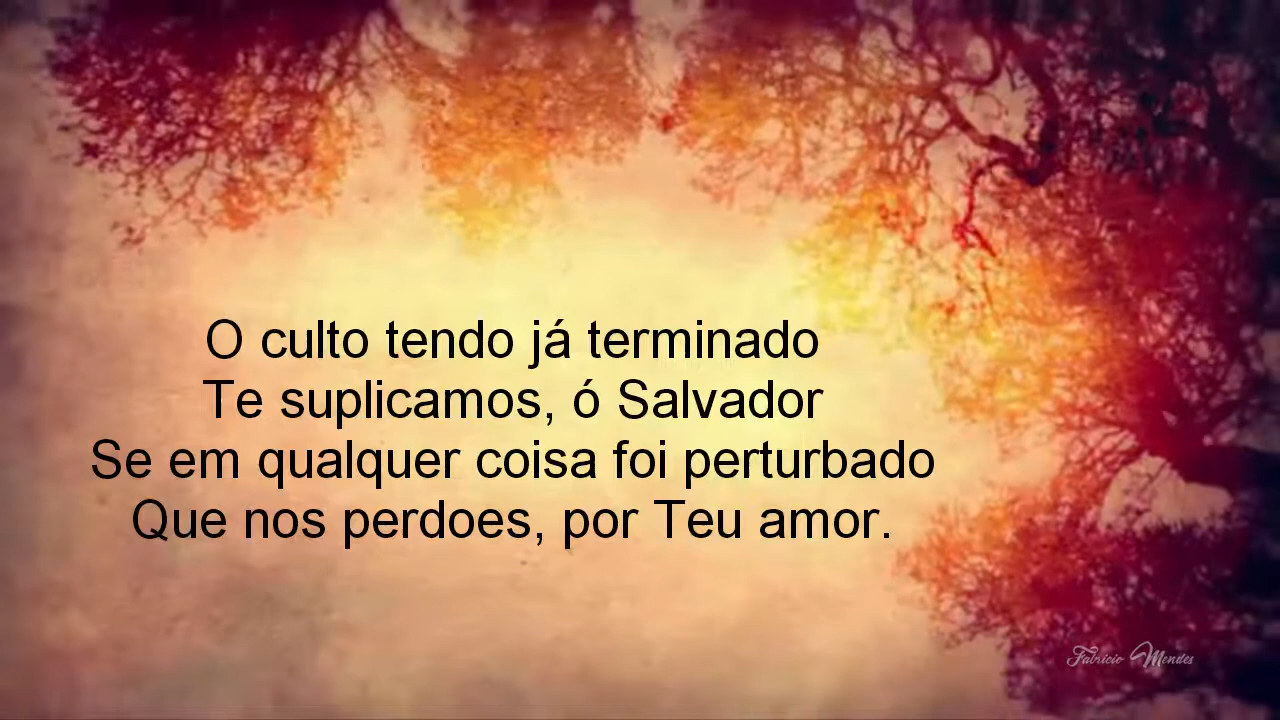 O culto tendo já terminado
Te suplicamos, ó Salvador
Se em qualquer coisa foi perturbado
Que nos perdoes, por Teu amor.
Fabrício Mendes